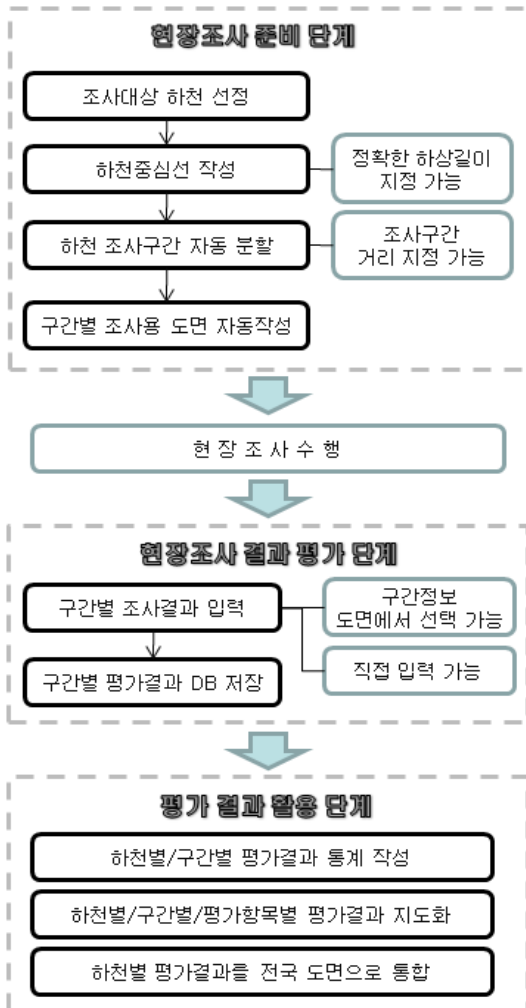 현장조사 준비 단계
조사대상 하천 선정
하천중심선 작성
정확한 하상길이
지정 가능
하천 조사구간 자동 분할
조사구간
거리 지정 가능
구간별 조사용 도면 자동작성
현 장 조 사 수 행
현장조사 결과 평가 단계
구간별 조사결과 입력
구간정보
도면에서 선택 가능
직접 입력 가능
구간별 평가결과 DB 저장
평가 결과 활용 단계
하천별/구간별 평가결과 통계 작성
하천별/구간별/평가항목별 평가결과 지도화
하천별 평가결과를 전국 도면으로 통합